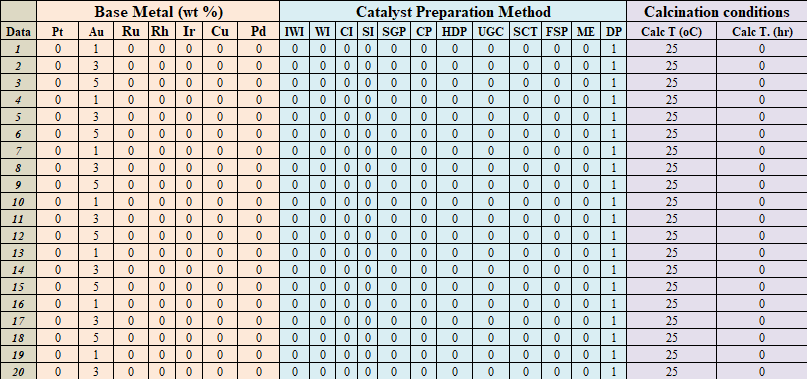 Base Metal (wt %) Catalyst Preparation Method Calcination conditions
Data Pt Au Ru Rh Ir Cu Pd IWI WI CI SI SGP CP HDP UGC SCT FSP ME DP Calc T (oC) Calc T. (hr)
1 0 1 0 0 0 0 0 0 0 0 0 0 0 0 0 0 0 0 1 25 0
2 0 3 0 0 0 0 0 0 0 0 0 0 0 0 0 0 0 0 1 25 0
3 0 5 0 0 0 0 0 0 0 0 0 0 0 0 0 0 0 0 1 25 0
4 0 1 0 0 0 0 0 0 0 0 0 0 0 0 0 0 0 0 1 25 0
5 0 3 0 0 0 0 0 0 0 0 0 0 0 0 0 0 0 0 1 25 0
6 0 5 0 0 0 0 0 0 0 0 0 0 0 0 0 0 0 0 1 25 0
7 0 1 0 0 0 0 0 0 0 0 0 0 0 0 0 0 0 0 1 25 0
8 0 3 0 0 0 0 0 0 0 0 0 0 0 0 0 0 0 0 1 25 0
9 0 5 0 0 0 0 0 0 0 0 0 0 0 0 0 0 0 0 1 25 0
10 0 1 0 0 0 0 0 0 0 0 0 0 0 0 0 0 0 0 1 25 0
11 0 3 0 0 0 0 0 0 0 0 0 0 0 0 0 0 0 0 1 25 0
12 0 5 0 0 0 0 0 0 0 0 0 0 0 0 0 0 0 0 1 25 0
13 0 1 0 0 0 0 0 0 0 0 0 0 0 0 0 0 0 0 1 25 0
14 0 3 0 0 0 0 0 0 0 0 0 0 0 0 0 0 0 0 1 25 0
15 0 5 0 0 0 0 0 0 0 0 0 0 0 0 0 0 0 0 1 25 0
16 0 1 0 0 0 0 0 0 0 0 0 0 0 0 0 0 0 0 1 25 0
17 0 3 0 0 0 0 0 0 0 0 0 0 0 0 0 0 0 0 1 25 0
18 0 5 0 0 0 0 0 0 0 0 0 0 0 0 0 0 0 0 1 25 0
19 0 1 0 0 0 0 0 0 0 0 0 0 0 0 0 0 0 0 1 25 0
20 0 3 0 0 0 0 0 0 0 0 0 0 0 0 0 0 0 0 1 25 0